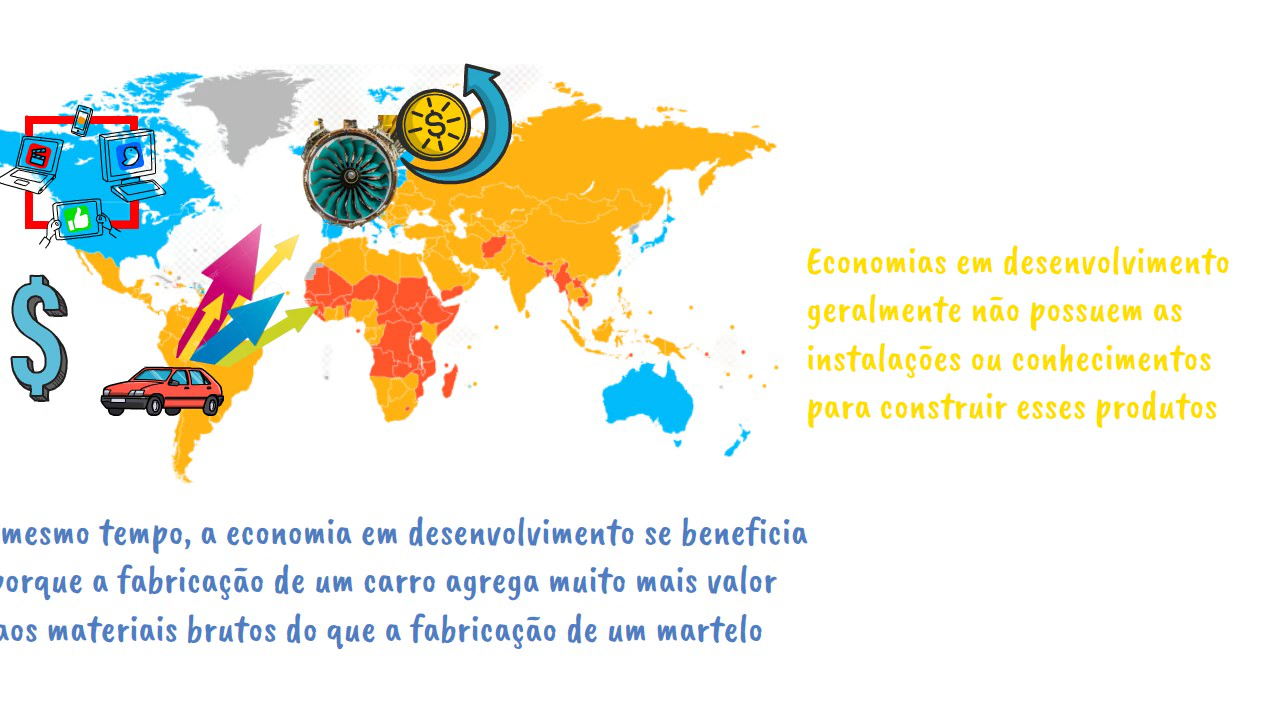 Economias em desenvolvimento
geralmente não possuem as
instalações ou conhecimentos
para construir esses produtos
mesmo tempo, a economia em desenvolvimento se beneficia
porque a fabricação de um carro agrega muito mais valor
aos materiais brutos do que a fabricação de um martelo